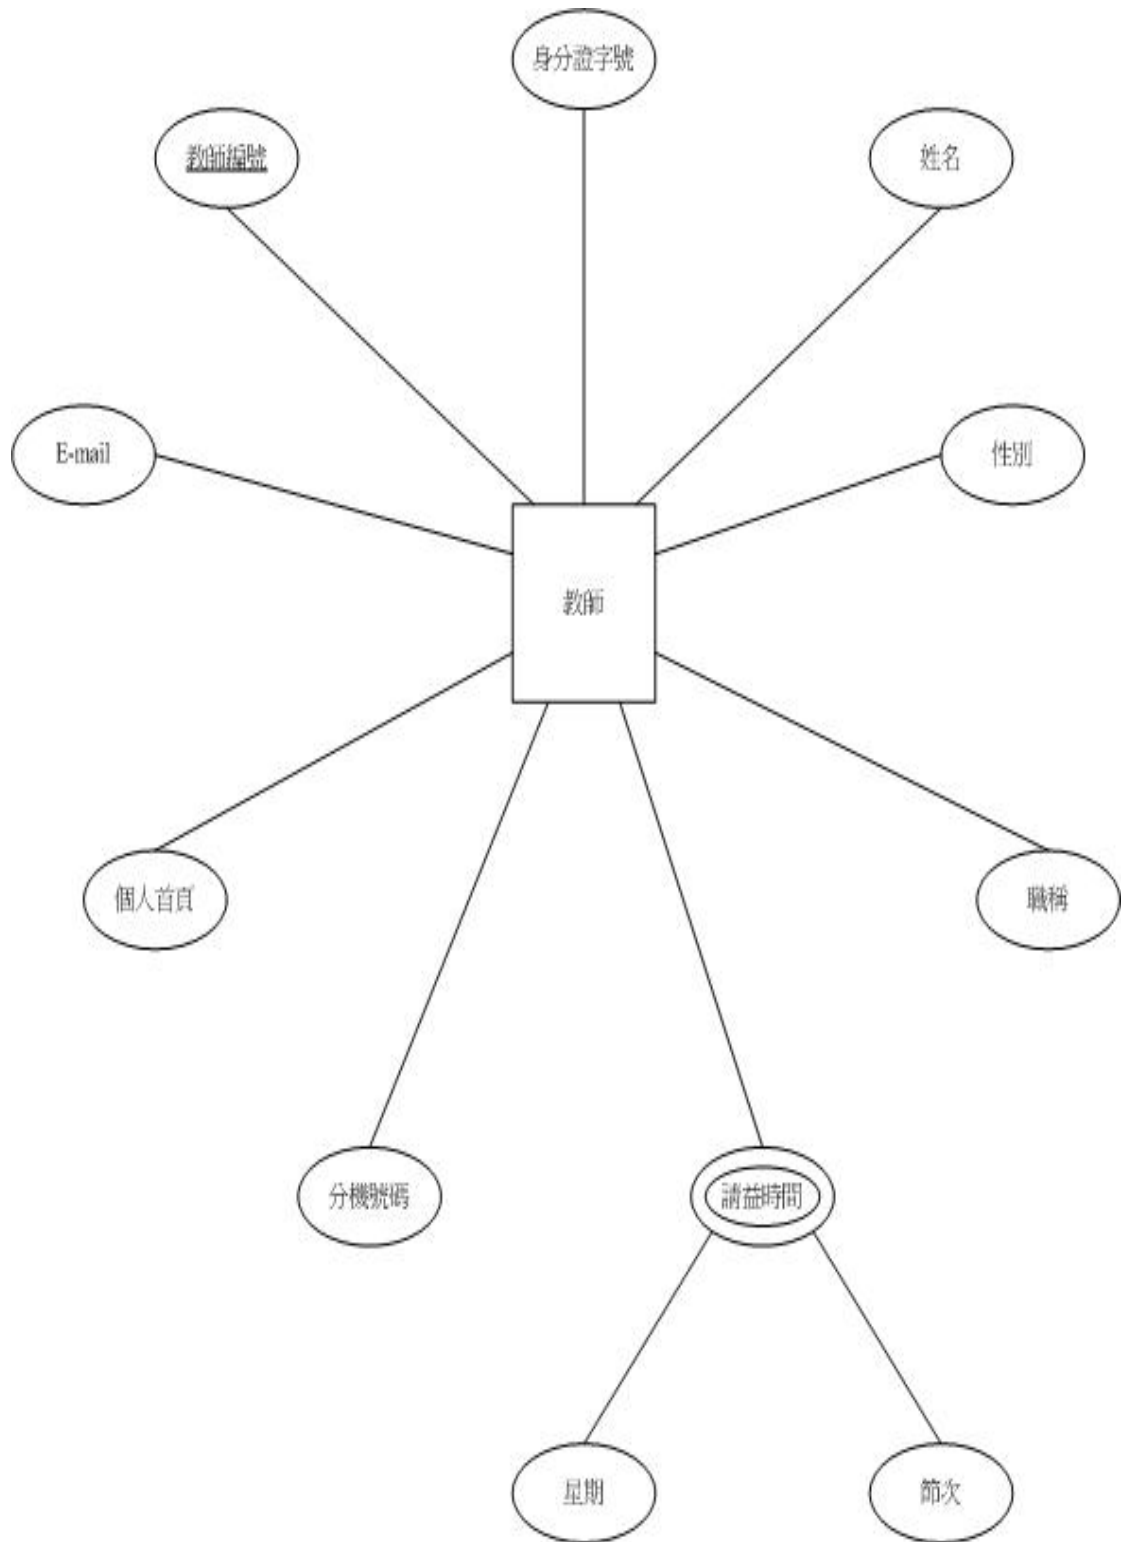 身分證字號
教師編號
姓名
E-mail
性別
教師
個人首頁
職稱
分機號碼
請益時間
星期
節次